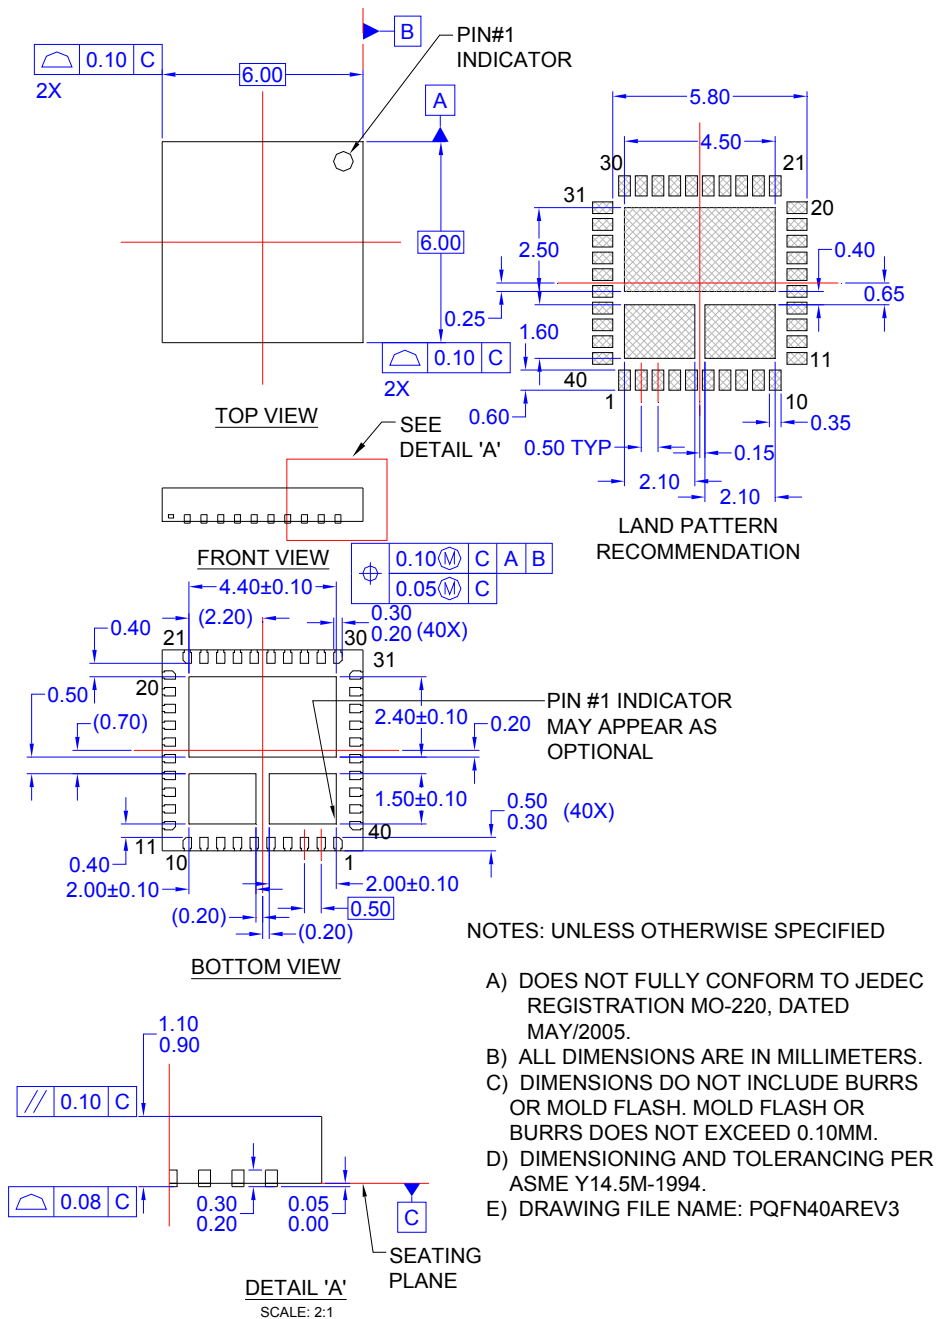 B
PIN#1
INDICATOR
0.10 C
2X
6.00
A
6.00
0.10 C
2X
TOP VIEW
5.80
4.50
30
21
31
20
2.50
0.40
0.65
0.25
1.60
40
11
1
10
0.60
0.35
0.50 TYP
0.15
2.10
2.10
LAND PATTERN
RECOMMENDATION
SEE
DETAIL 'A'
FRONT VIEW
0.10 Ⓜ C A B
0.05 Ⓜ C
4.40±0.10
(2.20)
0.30
0.20 (40X)
0.40
21
30
31
20
0.50
(0.70)
2.40±0.10
0.20
PIN #1 INDICATOR
MAY APPEAR AS
OPTIONAL
1.50±0.10
0.50
0.30 (40X)
40
11
10
1
0.40
2.00±0.10
2.00±0.10
(0.20)
0.50
(0.20)
BOTTOM VIEW
NOTES: UNLESS OTHERWISE SPECIFIED
A) DOES NOT FULLY CONFORM TO JEDEC
REGISTRATION MO-220, DATED
MAY/2005.
B) ALL DIMENSIONS ARE IN MILLIMETERS.
C) DIMENSIONS DO NOT INCLUDE BURRS
OR MOLD FLASH. MOLD FLASH OR
BURRS DOES NOT EXCEED 0.10MM.
D) DIMENSIONING AND TOLERANCING PER
ASME Y14.5M-1994.
E) DRAWING FILE NAME: PQFN40AREV3
1.10
0.90
// 0.10 C
0.08 C
0.30
0.20
0.05
0.00
C
SEATING
PLANE
DETAIL 'A'
SCALE: 2:1